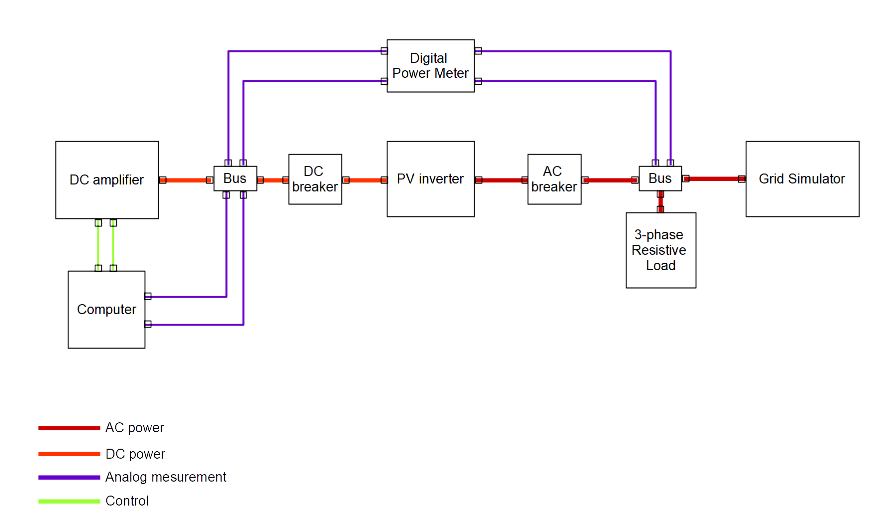 Digital
Power Meter
DC amplifier
Bus
DC
breaker
PV inverter
AC
breaker
Bus
Grid Simulator
3-phase
Resistive
Load
Computer
AC power
DC power
Analog mesurement
Control